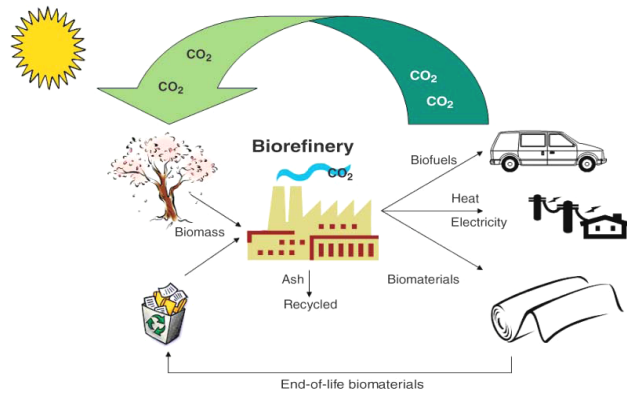 CO2
CO2
CO2
CO2
Biorefinery
CO2
Biofuels
Biomass
Heat
Electricity
Ash
Recycled
Biomaterials
End-of-life biomaterials